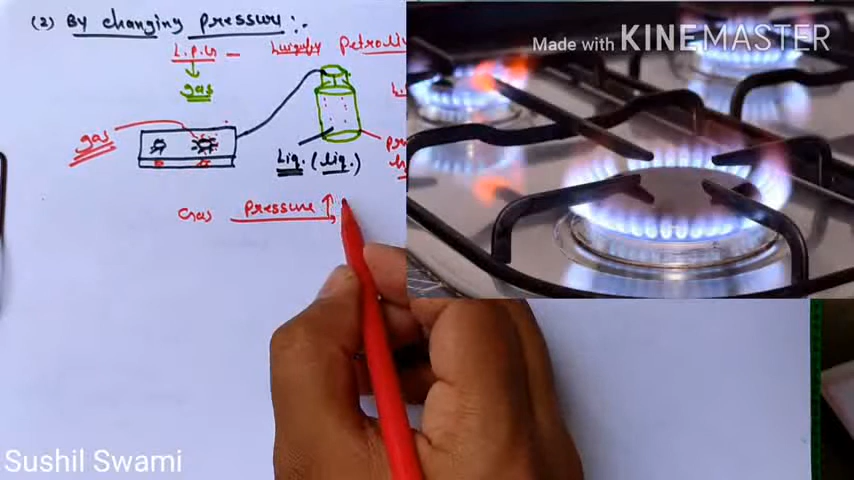 (2) By changing pressure :-
L.P.G -
gas
gas
Liq. (Liq.)
Gas Pressure ↑,
Made with KINEMASTER
Sushil Swami